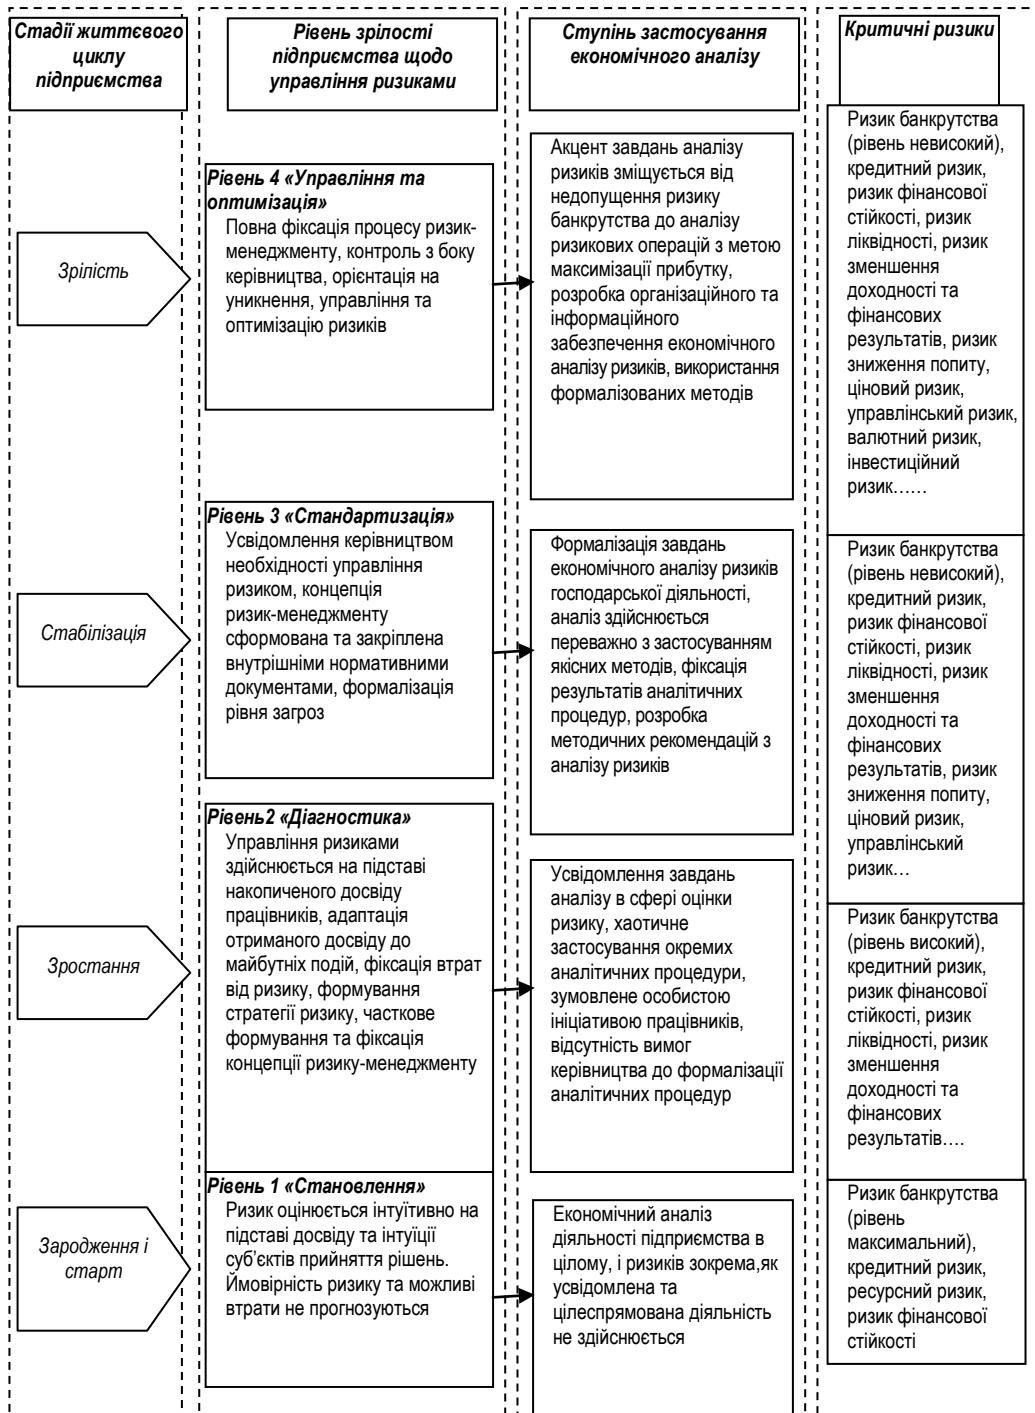 Стадії життєвого
циклу
підприємства
Рівень зрілості
підприємства щодо
управління ризиками
Ступінь застосування
економічного аналізу
Критичні ризики
Зрілість
Рівень 4 «Управління та
оптимізація»
Повна фіксація процесу ризик-
менеджменту, контроль з боку
керівництва, орієнтація на
уникнення, управління та
оптимізацію ризиків
Акцент завдань аналізу
ризиків зміщується від
недопущення ризику
банкрутства до аналізу
ризикових операцій з метою
максимізації прибутку,
розробка організаційного та
інформаційного
забезпечення економічного
аналізу ризиків, використання
формалізованих методів
Ризик банкрутства
(рівень невисокий),
кредитний ризик,
ризик фінансової
стійкості, ризик
ліквідності, ризик
зменшення
доходності та
фінансових
результатів, ризик
зниження попиту,
ціновий ризик,
управлінський ризик,
валютний ризик,
інвестиційний
ризик……
Стабілізація
Рівень 3 «Стандартизація»
Усвідомлення керівництвом
необхідності управління
ризиком, концепція
ризик-менеджменту
сформована та закріплена
внутрішніми нормативними
документами, формалізація
рівня загроз
Формалізація завдань
економічного аналізу ризиків
господарської діяльності,
аналіз здійснюється
переважно з застосуванням
якісних методів, фіксація
результатів аналітичних
процедур, розробка
методичних рекомендацій з
аналізу ризиків
Ризик банкрутства
(рівень невисокий),
кредитний ризик,
ризик фінансової
стійкості, ризик
ліквідності, ризик
зменшення
доходності та
фінансових
результатів, ризик
зниження попиту,
ціновий ризик,
управлінський
ризик…
Зростання
Рівень2 «Діагностика»
Управління ризиками
здійснюється на підставі
накопиченого досвіду
працівників, адаптація
отриманого досвіду до
майбутніх подій, фіксація втрат
від ризику, формування
стратегії ризику, часткове
формування та фіксація
концепції ризику-менеджменту
Усвідомлення завдань
аналізу в сфері оцінки
ризику, хаотичне
застосування окремих
аналітичних процедури,
зумовлене особистою
ініціативою працівників,
відсутність вимог
керівництва до формалізації
аналітичних процедур
Ризик банкрутства
(рівень високий),
кредитний ризик,
ризик фінансової
стійкості, ризик
ліквідності, ризик
зменшення
доходності та
фінансових
результатів….
Зародження і
старт
Рівень 1 «Становлення»
Ризик оцінюється інтуїтивно на
підставі досвіду та інтуїції
суб’єктів прийняття рішень.
Ймовірність ризику та можливі
втрати не прогнозуються
Економічний аналіз
діяльності підприємства в
цілому, і ризиків зокрема,як
усвідомлена та
цілеспрямована діяльність
не здійснюється
Ризик банкрутства
(рівень
максимальний),
кредитний ризик,
ресурсний ризик,
ризик фінансової
стійкості